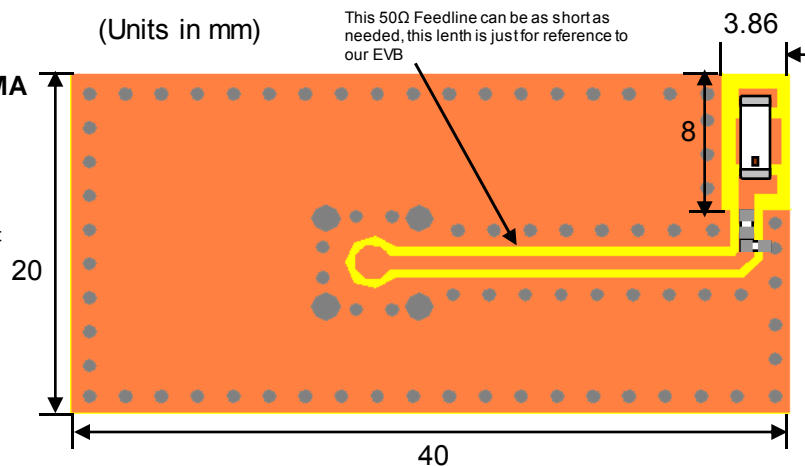 (Units in mm)
This 50Ω Feedline can be as short as
needed, this lenth is just for reference to
our EVB
3.86
MA
8
20
40